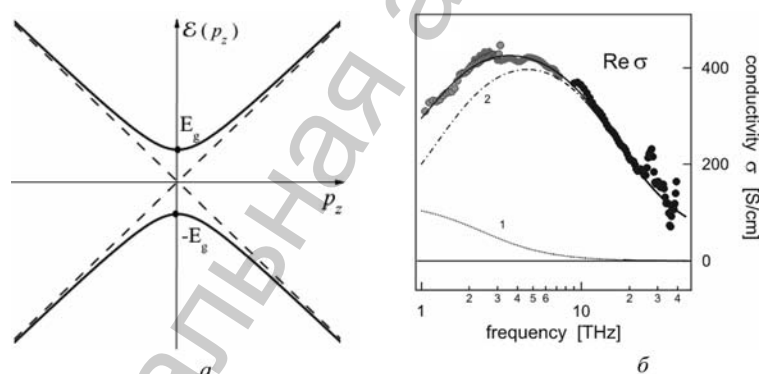 ℰ(p_z)
E_g
p_z
-E_g
а
Re σ
2
1
400
200
0
conductivity σ [S/cm]
1 2 3 4 5 6 10 2 3 4
frequency [THz]
б
альная а